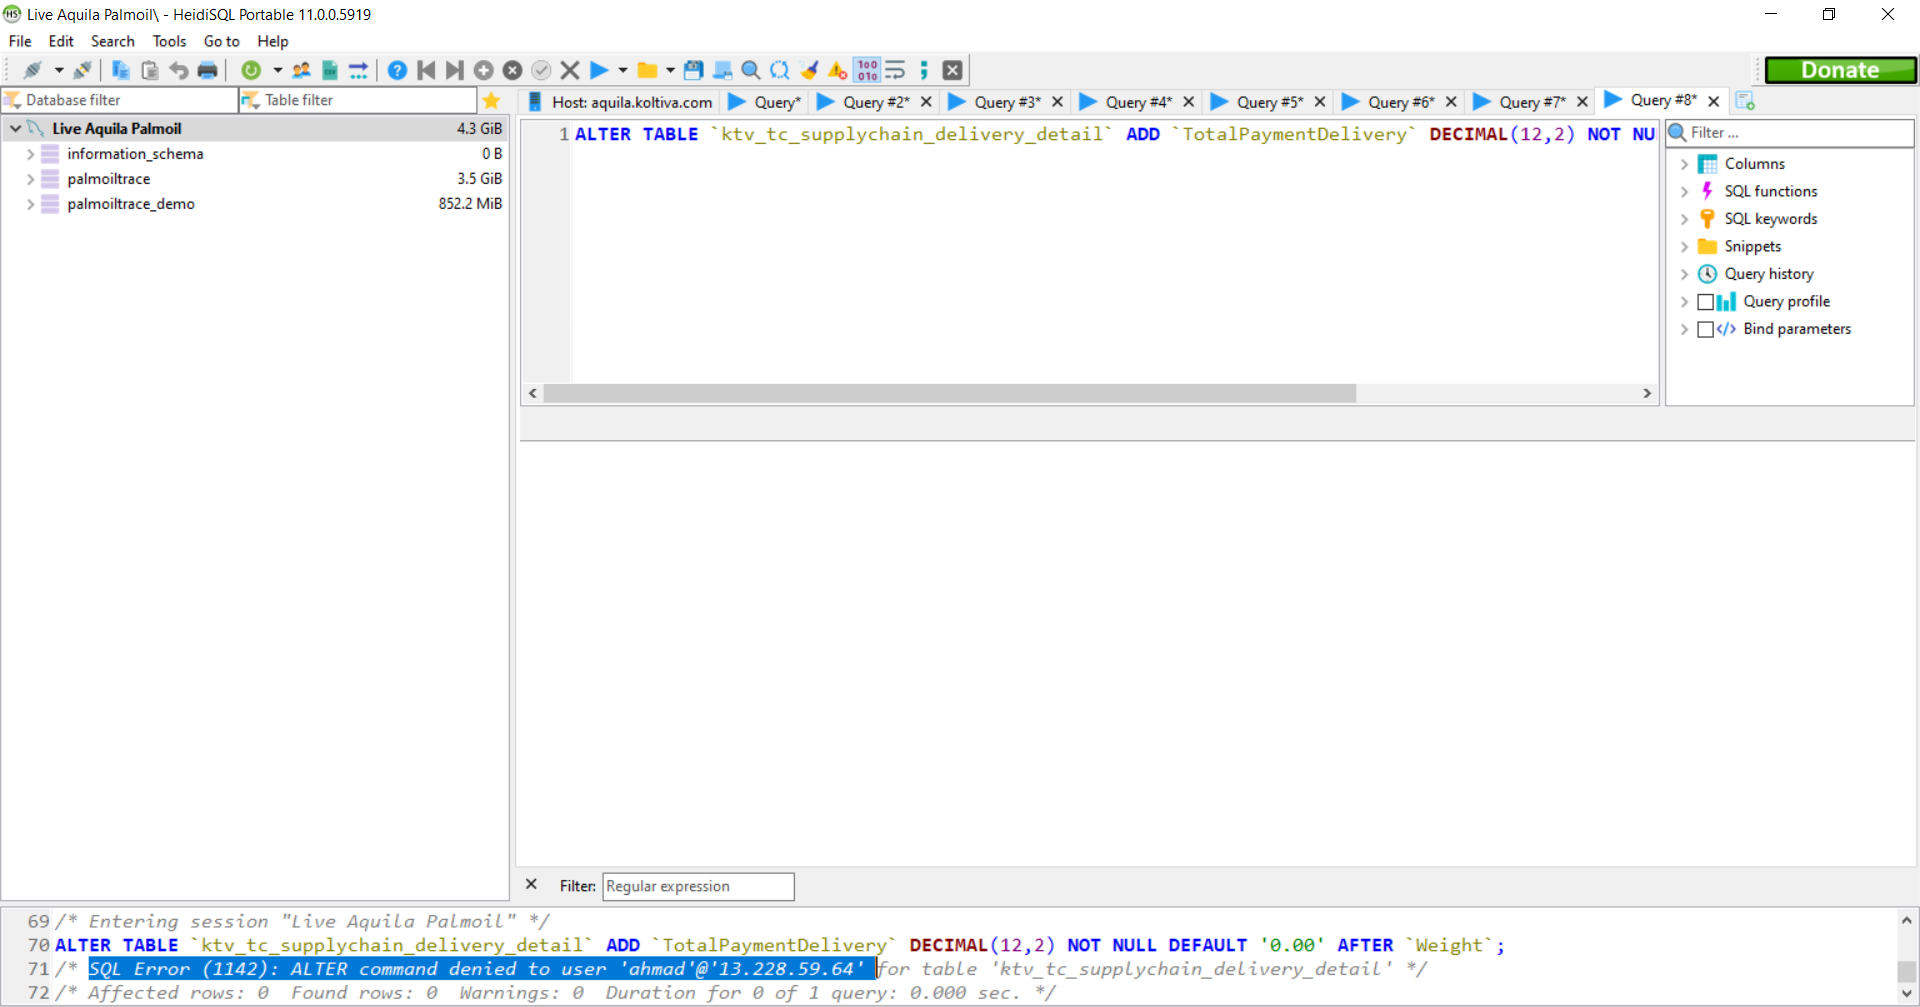 Live Aquila Palmoil\ - HeidiSQL Portable 11.0.0.5919
File Edit Search Tools Go to Help
Donate
Database filter Table filter
Host: aquila.koltiva.com Query* Query #2* Query #3* Query #4* Query #5* Query #6* Query #7* Query #8*
Live Aquila Palmoil 4.3 GiB
information_schema 0 B
palmoiltrace 3.5 GiB
palmoiltrace_demo 852.2 MiB
1 ALTER TABLE `ktv_tc_supplychain_delivery_detail` ADD `TotalPaymentDelivery` DECIMAL(12,2) NOT NU
Filter ...
Columns
SQL functions
SQL keywords
Snippets
Query history
Query profile
Bind parameters
Filter: Regular expression
69 /* Entering session "Live Aquila Palmoil" */
70 ALTER TABLE `ktv_tc_supplychain_delivery_detail` ADD `TotalPaymentDelivery` DECIMAL(12,2) NOT NULL DEFAULT '0.00' AFTER `Weight`;
71 /* SQL Error (1142): ALTER command denied to user 'ahmad'@'13.228.59.64' for table 'ktv_tc_supplychain_delivery_detail' */
72 /* Affected rows: 0 Found rows: 0 Warnings: 0 Duration for 0 of 1 query: 0.000 sec. */